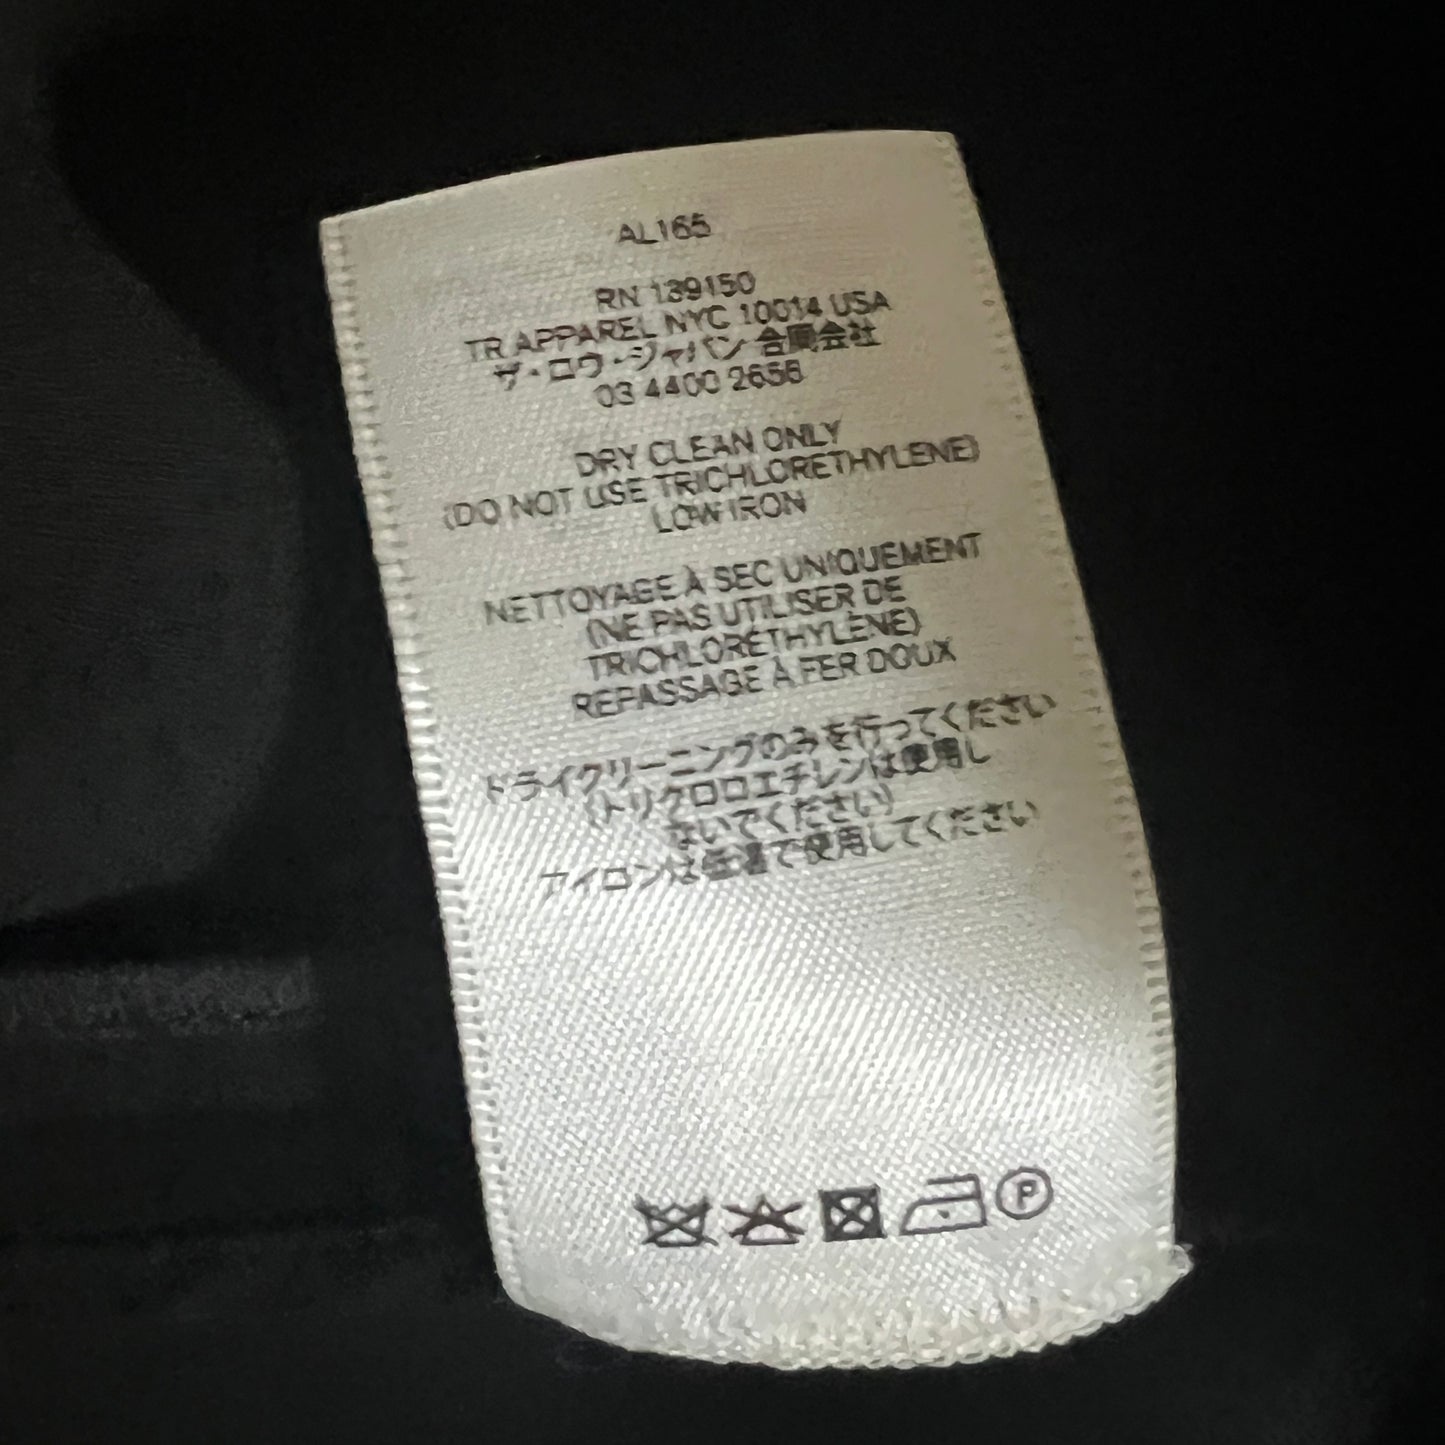 AL165
RN 139150
TR APPAREL NYC 10014 USA
ザ・ロウ・ジャパン 合同会社
03 4400 2656
DRY CLEAN ONLY
(DO NOT USE TRICHLORETHYLENE)
LOW IRON
NETTOYAGE À SEC UNIQUEMENT
(NE PAS UTILISER DE
TRICHLORÉTHYLÈNE)
REPASSAGE À FER DOUX
ドライクリーニングのみを行ってください
(トリクロロエチレンは使用し
ないでください)
アイロンは低温で使用してください
P